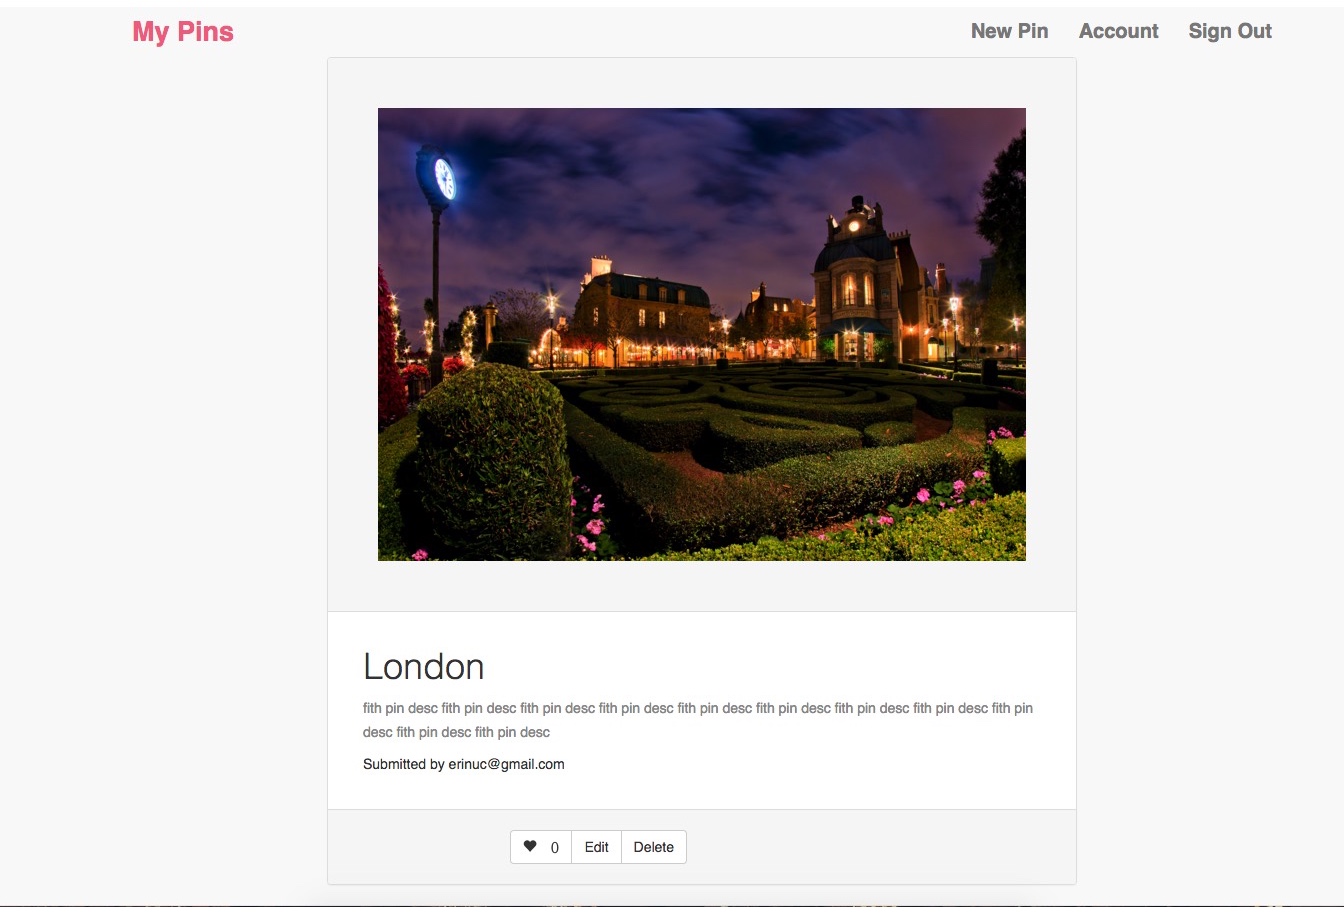 My Pins New Pin Account Sign Out
London
fith pin desc fith pin desc fith pin desc fith pin desc fith pin desc fith pin desc fith pin desc fith pin desc fith pin
desc fith pin desc fith pin desc
Submitted by erinuc@gmail.com
0 Edit Delete